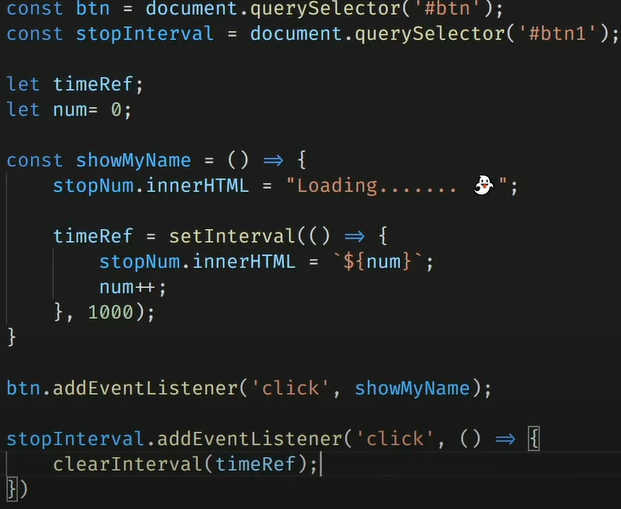 const btn = document.querySelector('#btn');
const stopInterval = document.querySelector('#btn1');
let timeRef;
let num= 0;
const showMyName = () => {
    stopNum.innerHTML = "Loading....... 👻";
    timeRef = setInterval(() => {
        stopNum.innerHTML = `${num}`;
        num++;
    }, 1000);
}
btn.addEventListener('click', showMyName);
stopInterval.addEventListener('click', () => {
    clearInterval(timeRef);
})